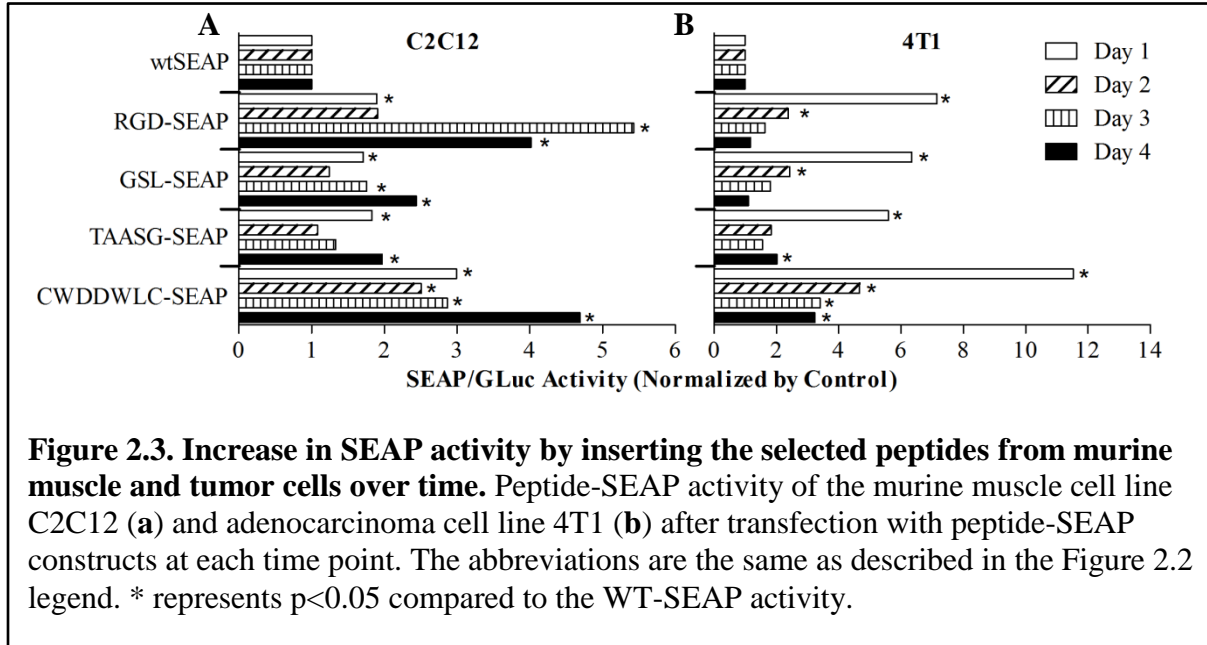 A
C2C12
B
4T1
Day 1
Day 2
Day 3
Day 4
wtSEAP
RGD-SEAP
* * *
* *
GSL-SEAP
* * *
* *
TAASG-SEAP
* *
* *
CWDDWLC-SEAP
* * * *
* * * *
0 1 2 3 4 5 6
0 2 4 6 8 10 12 14
SEAP/GLuc Activity (Normalized by Control)
Figure 2.3. Increase in SEAP activity by inserting the selected peptides from murine
muscle and tumor cells over time. Peptide-SEAP activity of the murine muscle cell line
C2C12 (a) and adenocarcinoma cell line 4T1 (b) after transfection with peptide-SEAP
constructs at each time point. The abbreviations are the same as described in the Figure 2.2
legend. * represents p<0.05 compared to the WT-SEAP activity.